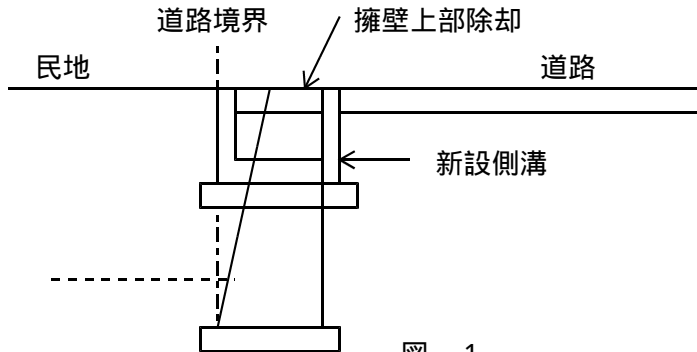 道路境界
擁壁上部除却
民地
道路
新設側溝
図 1